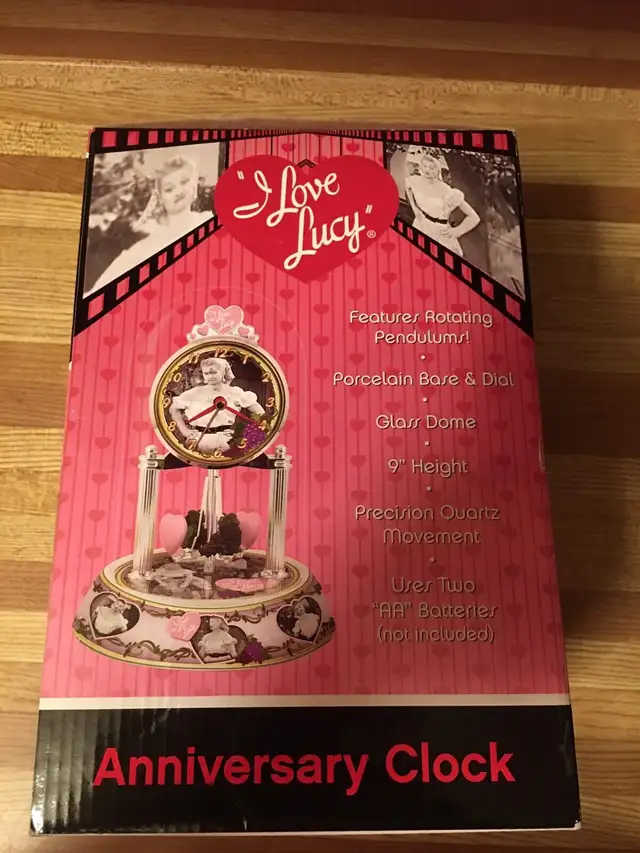 "I Love
Lucy"®
Features Rotating
Pendulums!
•
Porcelain Base & Dial
•
Glass Dome
•
9" Height
•
Precision Quartz
Movement
•
Uses Two
"AA" Batteries
(not included)
Anniversary Clock